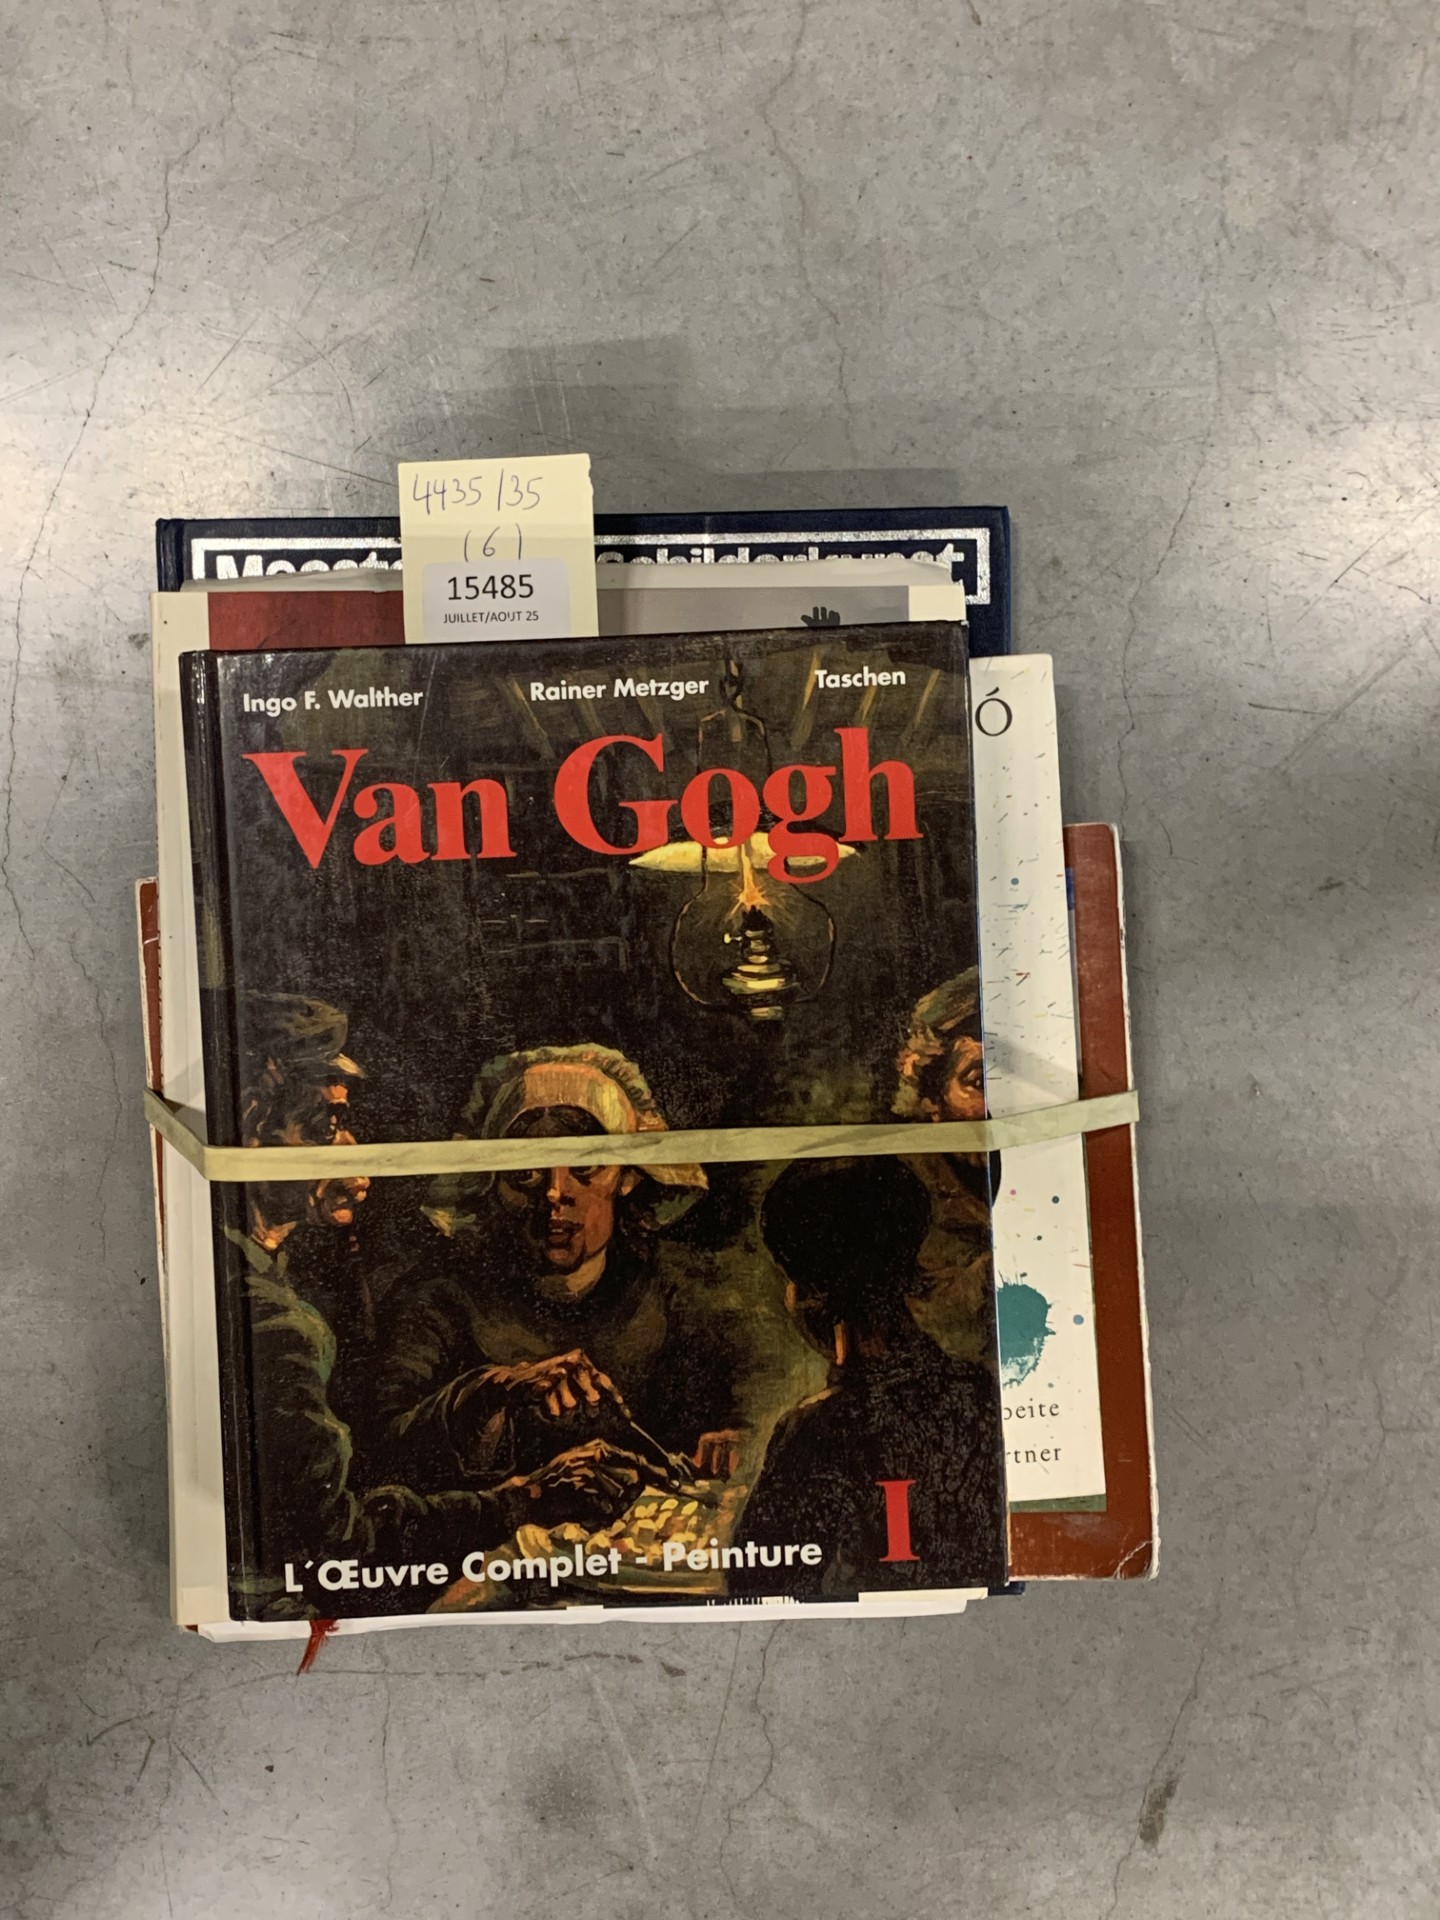 4435/35
(6)
15485
JUILLET/AOUT 25
Ingo F. Walther Rainer Metzger Taschen
Van Gogh
Ó
I
L'Œuvre Complet - Peinture